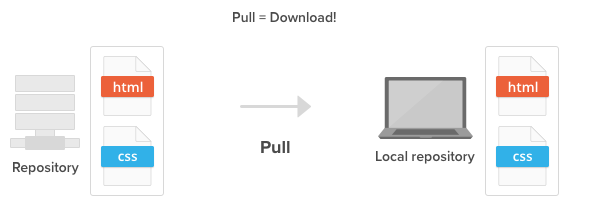 Pull = Download!
html
css
Repository
Pull
Local repository
html
css